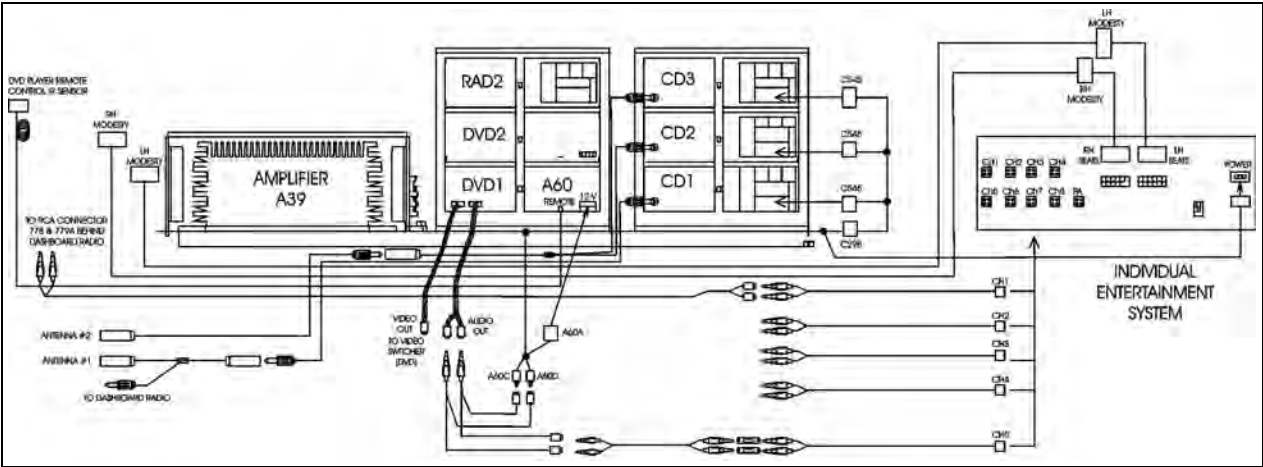 LH
MODESTY
RH
MODESTY
DVD PLAYER REMOTE
CONTROL IR SENSOR
RH
MODESTY
LH
MODESTY
AMPLIFIER
A39
RAD2
DVD2
DVD1
A60
REMOTE
12V
CD3
CD2
CD1
C545
C546
C298
RH
SEATS
LH
SEATS
POWER
CH1
CH2
CH3
CH4
CH5
CH6
CH7
CH8
PA
INDIVIDUAL
ENTERTAINMENT
SYSTEM
TO RCA CONNECTOR
778 & 779A BEHIND
DASHBOARD RADIO
ANTENNA #2
ANTENNA #1
TO DASHBOARD RADIO
VIDEO
OUT
TO VIDEO
SWITCHER
(DVD)
AUDIO
OUT
A60A
A60C
A60D
CH1
CH2
CH3
CH4